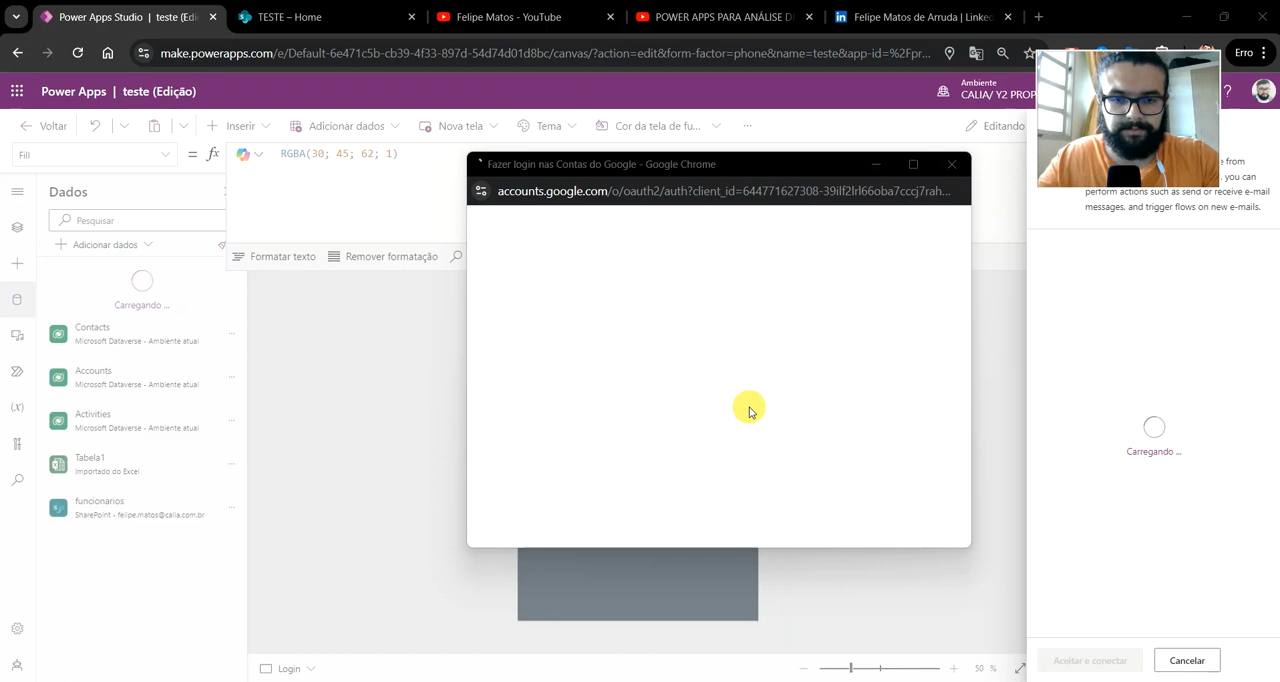 Power Apps Studio | teste (Edi
TESTE – Home
Felipe Matos - YouTube
POWER APPS PARA ANÁLISE D
Felipe Matos de Arruda | Linke
make.powerapps.com/e/Default-6e471c5b-cb39-4f33-897d-54d74d01d8bc/canvas/?action=edit&form-factor=phone&name=teste&app-id=%2Fpr...
Erro
Power Apps | teste (Edição)
Ambiente
CALIA/ Y2 PROP
Voltar
Inserir
Adicionar dados
Nova tela
Tema
Cor da tela de fu...
Editando
Fill
= fx
RGBA(30; 45; 62; 1)
Fazer login nas Contas do Google - Google Chrome
accounts.google.com/o/oauth2/auth?client_id=644771627308-39ilf2lrl66oba7cccj7rah...
e from
, you can
perform actions such as send or receive e-mail
messages, and trigger flows on new e-mails.
Dados
Pesquisar
Adicionar dados
Formatar texto
Remover formatação
Carregando ...
Contacts
Microsoft Dataverse - Ambiente atual
Accounts
Microsoft Dataverse - Ambiente atual
Activities
Microsoft Dataverse - Ambiente atual
Tabela1
Importado do Excel
funcionarios
SharePoint - felipe.matos@calia.com.br
Carregando ...
Login
50 %
Aceitar e conectar
Cancelar